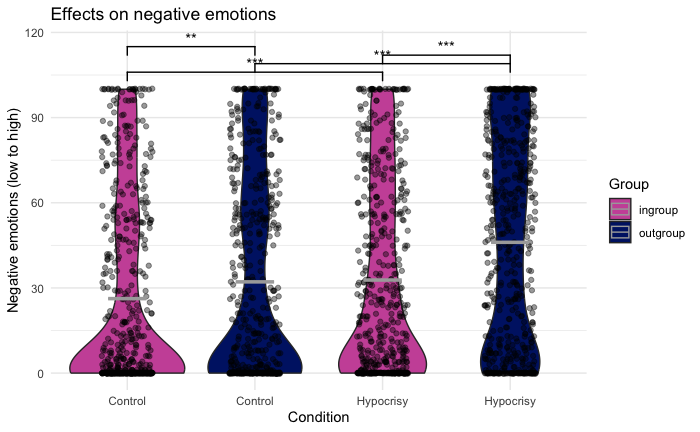 Effects on negative emotions
120
90
60
30
0
Negative emotions (low to high)
**
***
***
***
Control
Control
Hypocrisy
Hypocrisy
Condition
Group
ingroup
outgroup